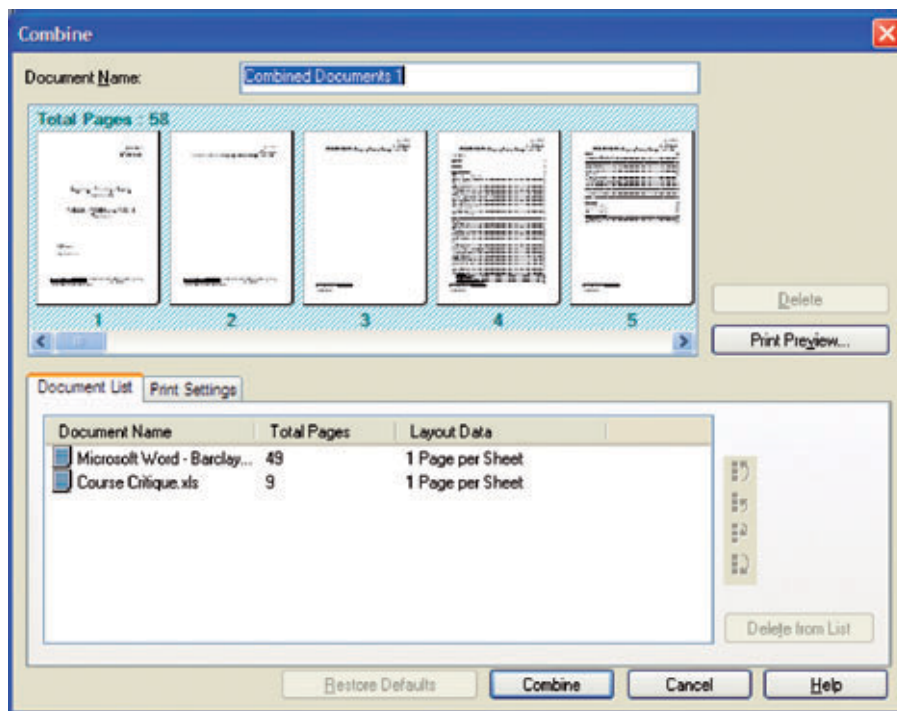 Combine
Document Name: Combined Documents 1
Total Pages : 58
1 2 3 4 5
Delete
Print Preview...
Document List Print Settings
Document Name Total Pages Layout Data
Microsoft Word - Barclay... 49 1 Page per Sheet
Course Critique.xls 9 1 Page per Sheet
Delete from List
Restore Defaults Combine Cancel Help